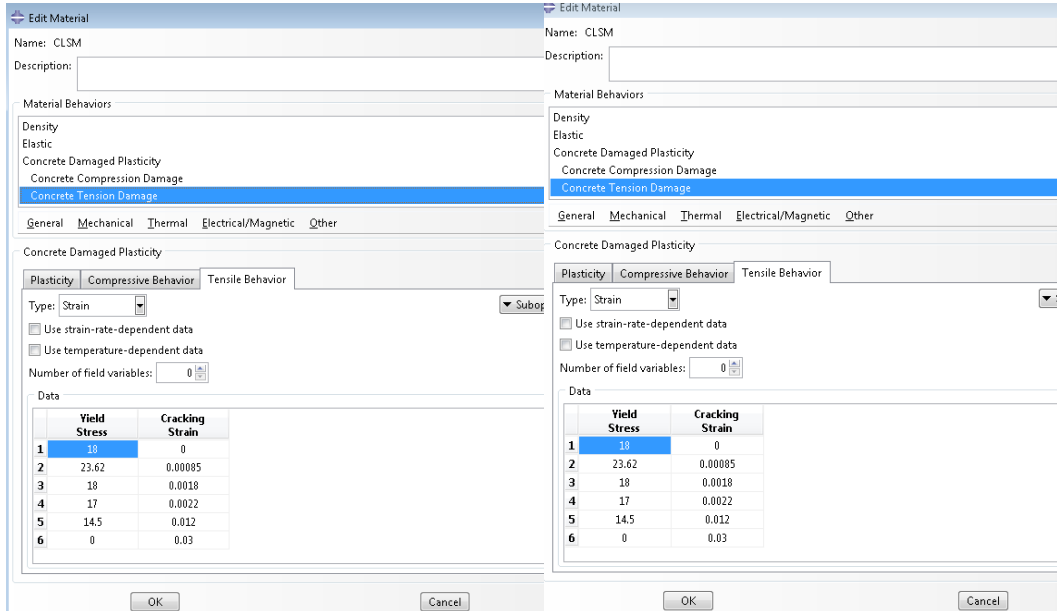 Edit Material
Name: CLSM
Description:
Material Behaviors
Density
Elastic
Concrete Damaged Plasticity
Concrete Compression Damage
Concrete Tension Damage
General Mechanical Thermal Electrical/Magnetic Other
Concrete Damaged Plasticity
Plasticity Compressive Behavior Tensile Behavior
Type: Strain
Use strain-rate-dependent data
Use temperature-dependent data
Number of field variables: 0
Data
Yield Stress Cracking Strain
1 18 0
2 23.62 0.00085
3 18 0.0018
4 17 0.0022
5 14.5 0.012
6 0 0.03
OK Cancel
Edit Material
Name: CLSM
Description:
Material Behaviors
Density
Elastic
Concrete Damaged Plasticity
Concrete Compression Damage
Concrete Tension Damage
General Mechanical Thermal Electrical/Magnetic Other
Concrete Damaged Plasticity
Plasticity Compressive Behavior Tensile Behavior
Type: Strain
Use strain-rate-dependent data
Use temperature-dependent data
Number of field variables: 0
Data
Yield Stress Cracking Strain
1 18 0
2 23.62 0.00085
3 18 0.0018
4 17 0.0022
5 14.5 0.012
6 0 0.03
OK Cancel